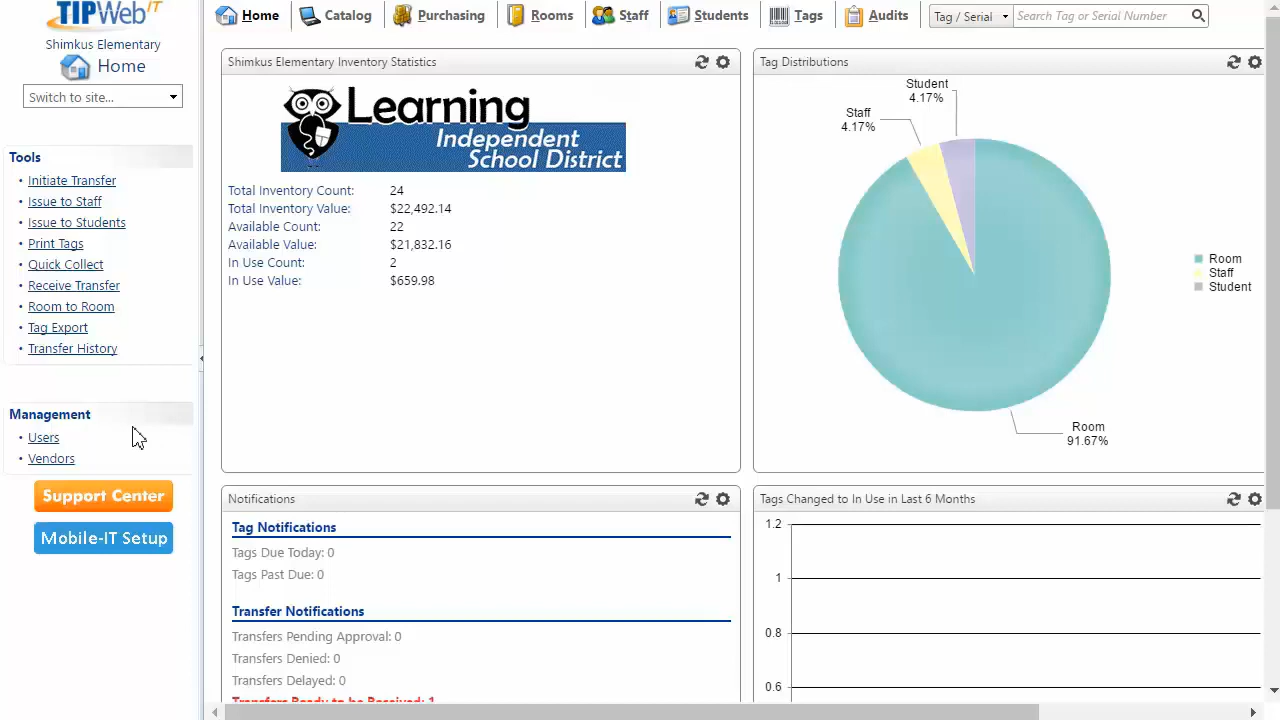 TIPWebIT
Shimkus Elementary
Home
Switch to site...
Tools
• Initiate Transfer
• Issue to Staff
• Issue to Students
• Print Tags
• Quick Collect
• Receive Transfer
• Room to Room
• Tag Export
• Transfer History
Management
• Users
• Vendors
Support Center
Mobile-IT Setup
Home
Catalog
Purchasing
Rooms
Staff
Students
Tags
Audits
Tag / Serial
Search Tag or Serial Number
Shimkus Elementary Inventory Statistics
Learning
Independent
School District
Total Inventory Count: 24
Total Inventory Value: $22,492.14
Available Count: 22
Available Value: $21,832.16
In Use Count: 2
In Use Value: $659.98
Tag Distributions
Student
4.17%
Staff
4.17%
Room
91.67%
Room
Staff
Student
Notifications
Tag Notifications
Tags Due Today: 0
Tags Past Due: 0
Transfer Notifications
Transfers Pending Approval: 0
Transfers Denied: 0
Transfers Delayed: 0
Transfers Ready to be Received: 1
Tags Changed to In Use in Last 6 Months
1.2
1
0.8
0.6